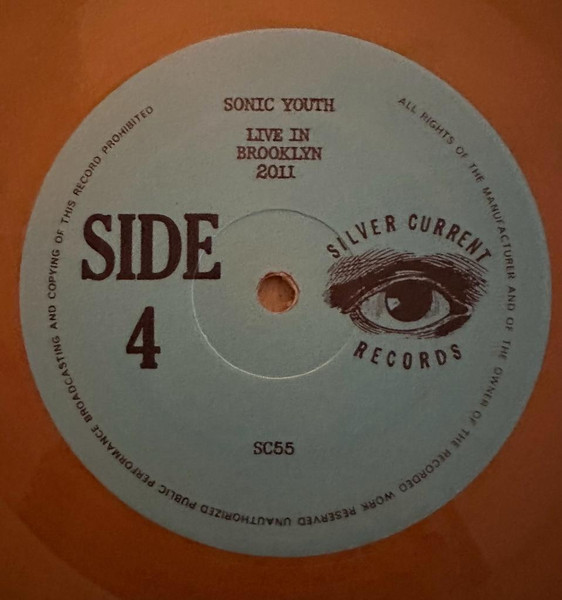 SONIC YOUTH
LIVE IN
BROOKLYN
2011
SIDE
4
SILVER CURRENT
RECORDS
SC55
ALL RIGHTS OF THE MANUFACTURER AND OF THE OWNER OF THE RECORDED WORK RESERVED UNAUTHORIZED PUBLIC PERFORMANCE BROADCASTING AND COPYING OF THIS RECORD PROHIBITED